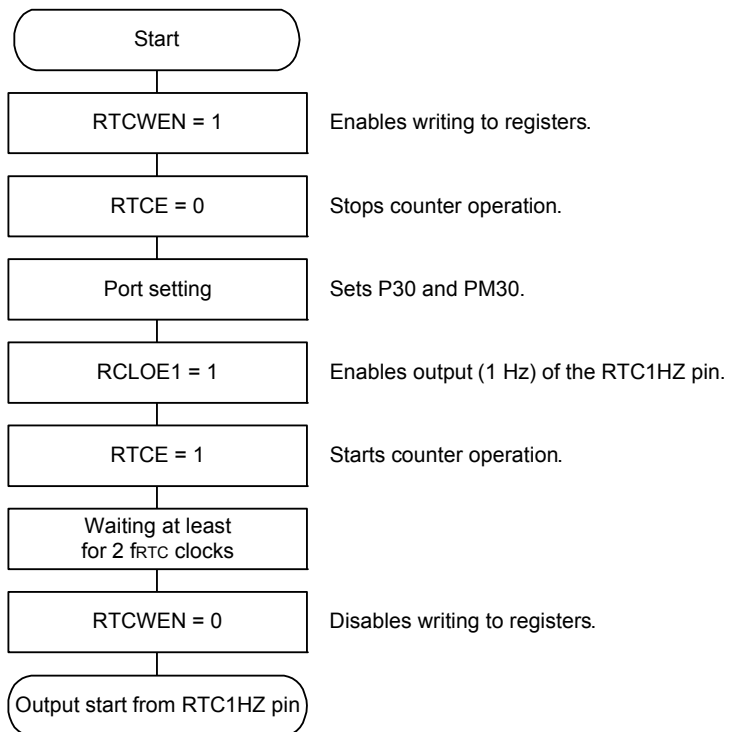 Start
RTCWEN = 1 Enables writing to registers.
RTCE = 0 Stops counter operation.
Port setting Sets P30 and PM30.
RCLOE1 = 1 Enables output (1 Hz) of the RTC1HZ pin.
RTCE = 1 Starts counter operation.
Waiting at least
for 2 fRTC clocks
RTCWEN = 0 Disables writing to registers.
Output start from RTC1HZ pin